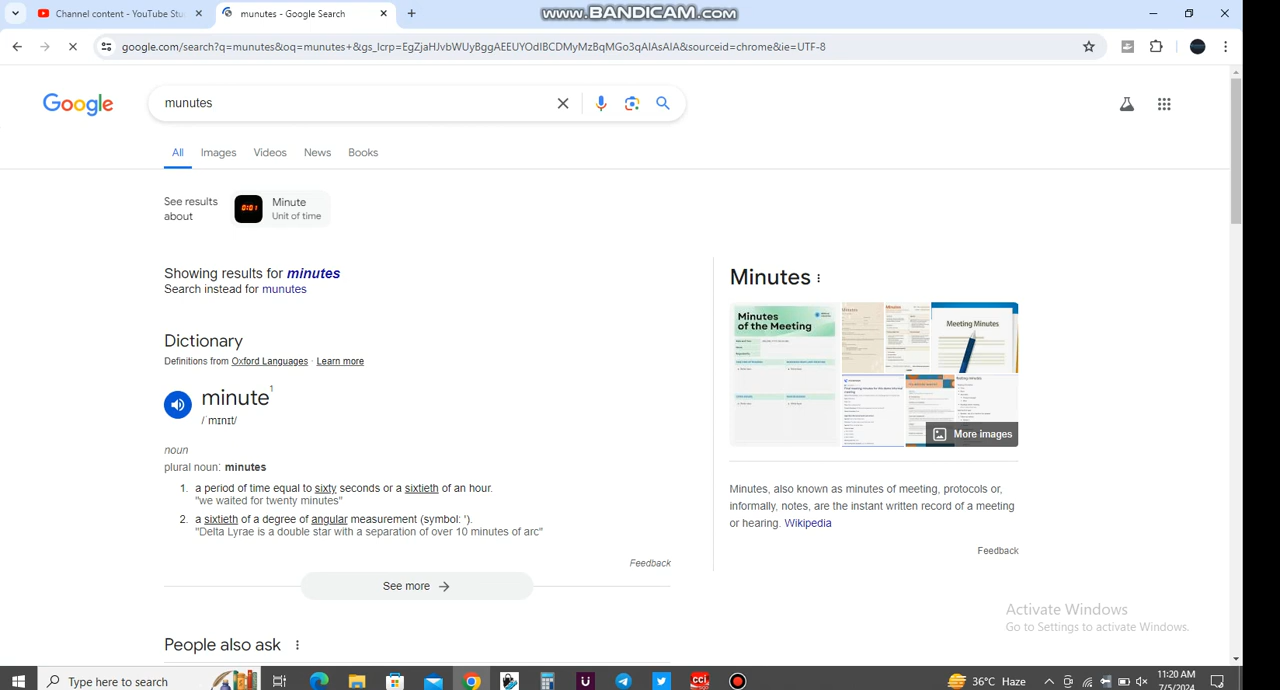 Channel content - YouTube Stu
munutes - Google Search
www.BANDICAM.com
google.com/search?q=munutes&oq=munutes+&gs_lcrp=EgZjaHJvbWUyBggAEEUYOdIBCDMyMzBqMGo3qAIAsAIA&sourceid=chrome&ie=UTF-8
Google
munutes
All Images Videos News Books
See results about
Minute
Unit of time
Showing results for minutes
Search instead for munutes
Dictionary
Definitions from Oxford Languages · Learn more
minute 1
noun
plural noun: minutes
1. a period of time equal to sixty seconds or a sixtieth of an hour.
"we waited for twenty minutes"
2. a sixtieth of a degree of angular measurement (symbol: ′).
"Delta Lyrae is a double star with a separation of over 10 minutes of arc"
Feedback
See more
People also ask
Minutes
Minutes
of the Meeting
Meeting Minutes
More images
Minutes, also known as minutes of meeting, protocols or,
informally, notes, are the instant written record of a meeting
or hearing. Wikipedia
Feedback
Activate Windows
Go to Settings to activate Windows.
Type here to search
36°C Haze
11:20 AM
7/5/2024